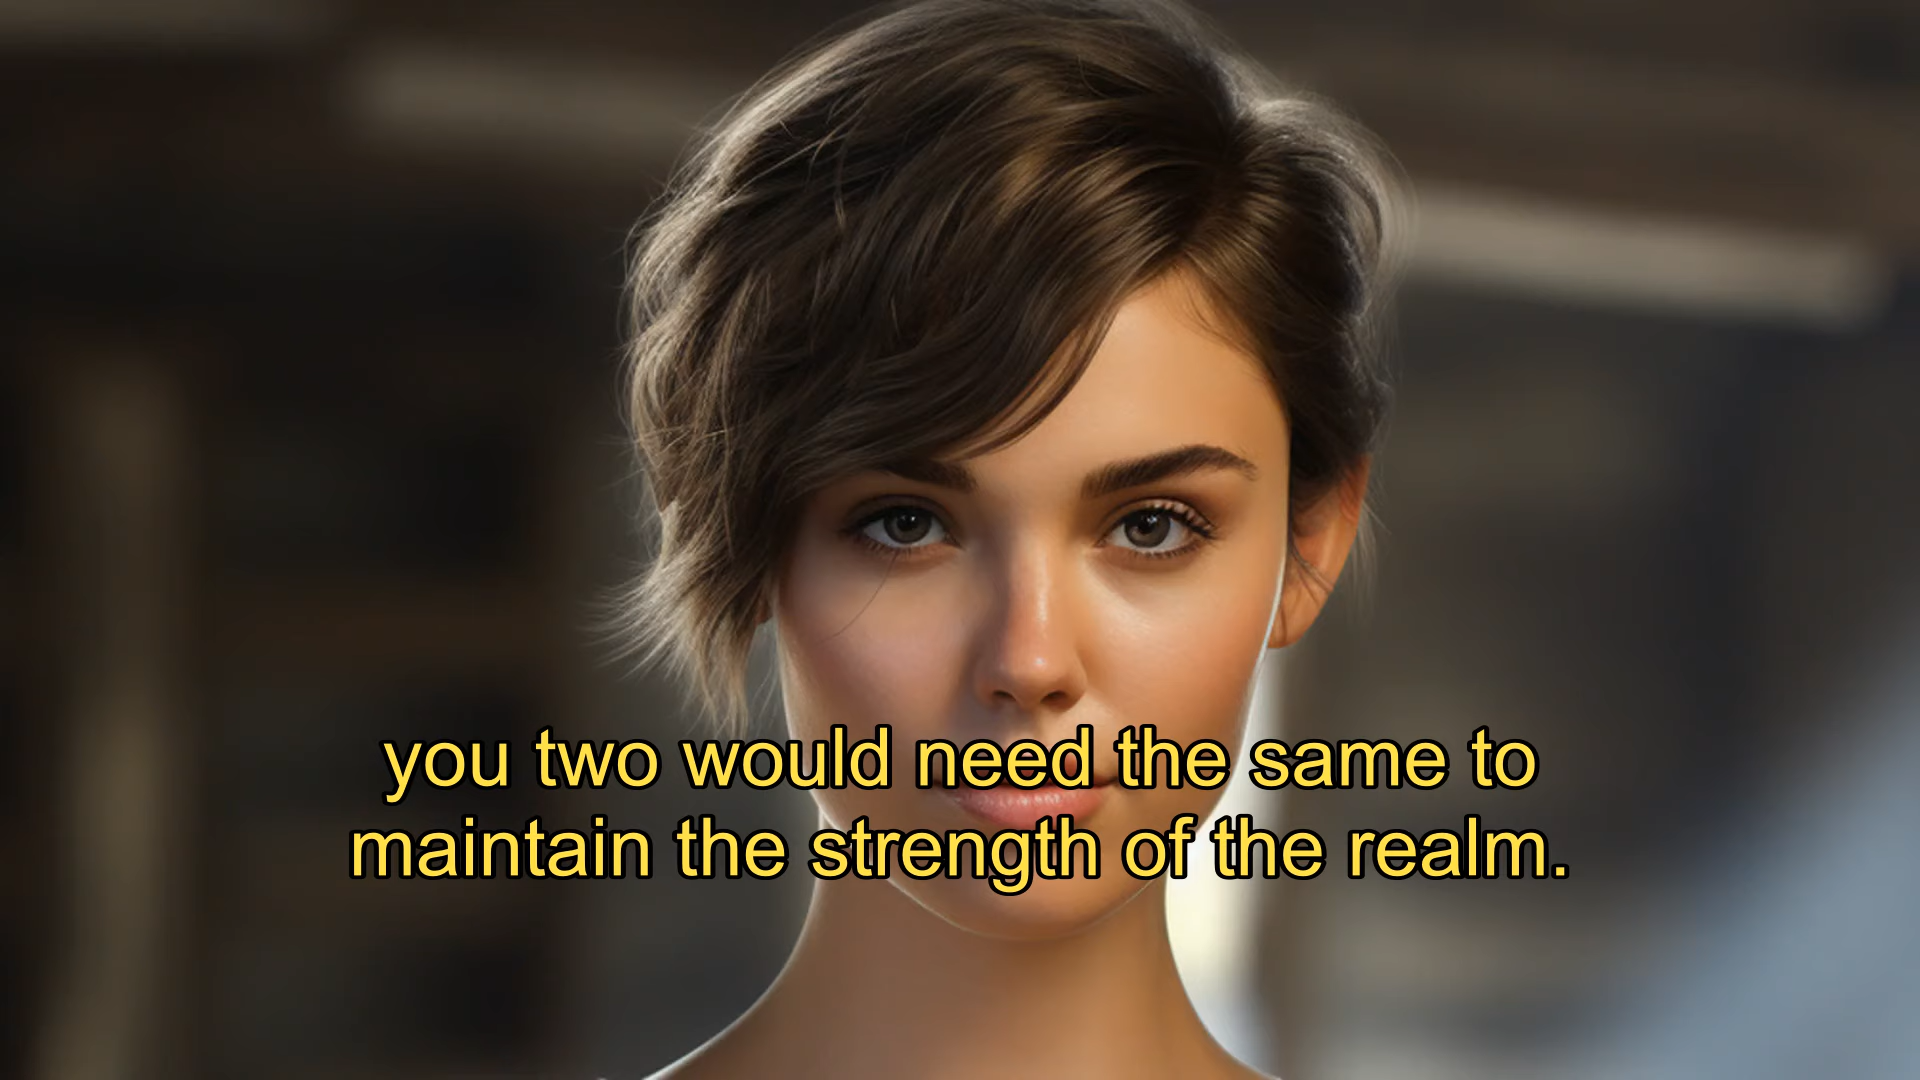 you two would need the same to
maintain the strength of the realm.